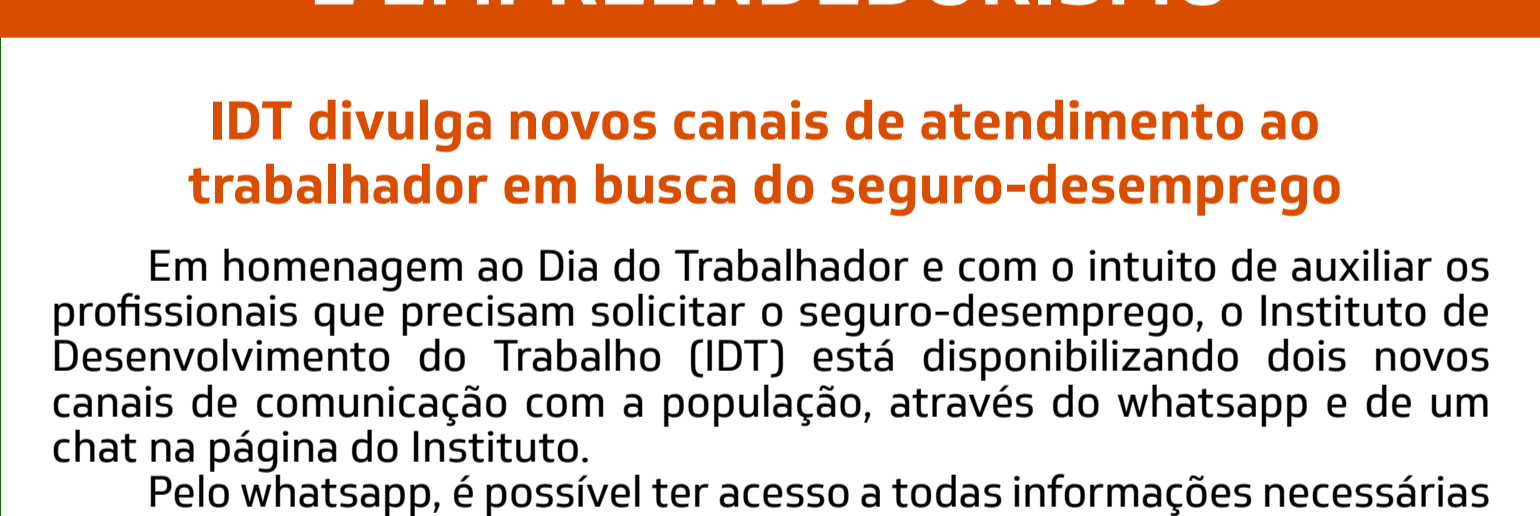 E EMPREENDEDORISMO
IDT divulga novos canais de atendimento ao
trabalhador em busca do seguro-desemprego
Em homenagem ao Dia do Trabalhador e com o intuito de auxiliar os
profissionais que precisam solicitar o seguro-desemprego, o Instituto de
Desenvolvimento do Trabalho (IDT) está disponibilizando dois novos
canais de comunicação com a população, através do whatsapp e de um
chat na página do Instituto.
Pelo whatsapp, é possível ter acesso a todas informações necessárias